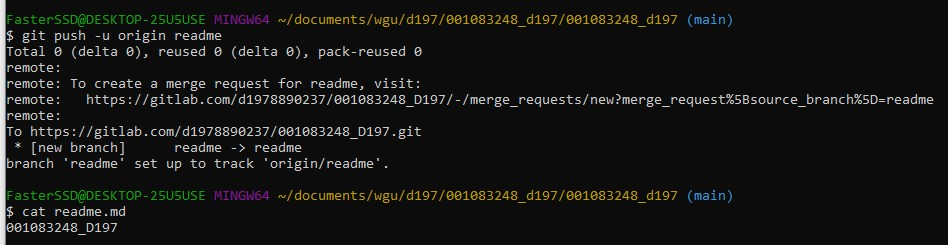 FasterSSD@DESKTOP-25U5USE MINGW64 ~/documents/wgu/d197/001083248_d197/001083248_d197 (main)
$ git push -u origin readme
Total 0 (delta 0), reused 0 (delta 0), pack-reused 0
remote:
remote: To create a merge request for readme, visit:
remote:   https://gitlab.com/d1978890237/001083248_D197/-/merge_requests/new?merge_request%5Bsource_branch%5D=readme
remote:
To https://gitlab.com/d1978890237/001083248_D197.git
 * [new branch]      readme -> readme
branch 'readme' set up to track 'origin/readme'.
FasterSSD@DESKTOP-25U5USE MINGW64 ~/documents/wgu/d197/001083248_d197/001083248_d197 (main)
$ cat readme.md
001083248_D197